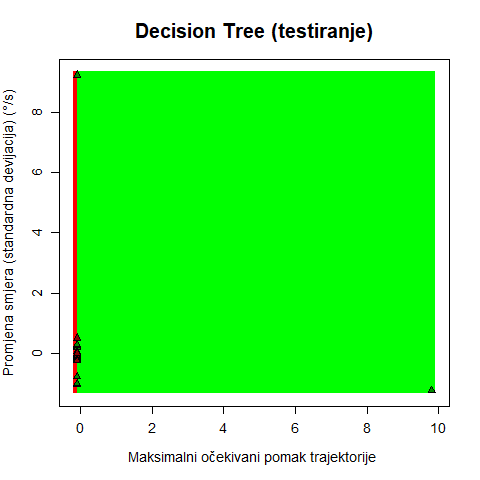 Decision Tree (testiranje)
Promjena smjera (standardna devijacija) (°/s)
8
6
4
2
0
0 2 4 6 8 10
Maksimalni očekivani pomak trajektorije